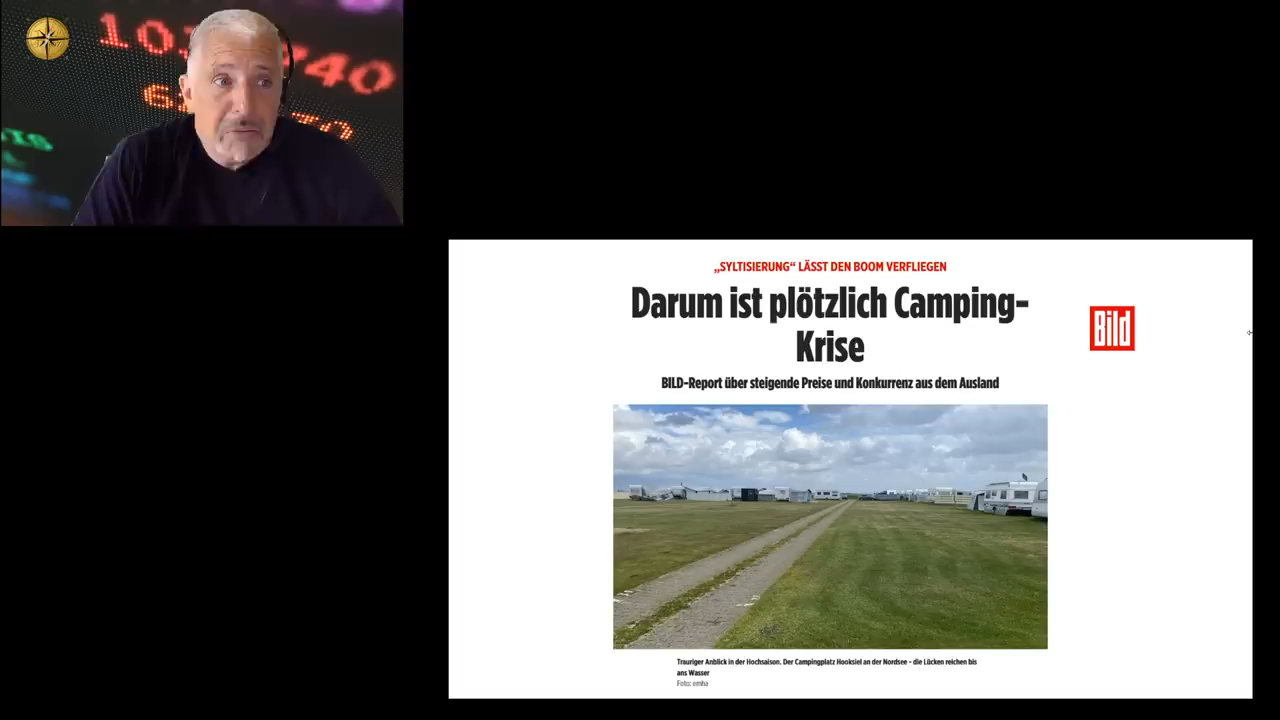 „SYLTISIERUNG“ LÄSST DEN BOOM VERFLIEGEN
Darum ist plötzlich Camping-
Krise
Bild
BILD-Report über steigende Preise und Konkurrenz aus dem Ausland
Trauriger Anblick in der Hochsaison. Der Campingplatz Hooksiel an der Nordsee – die Lücken reichen bis
ans Wasser
Foto: emha